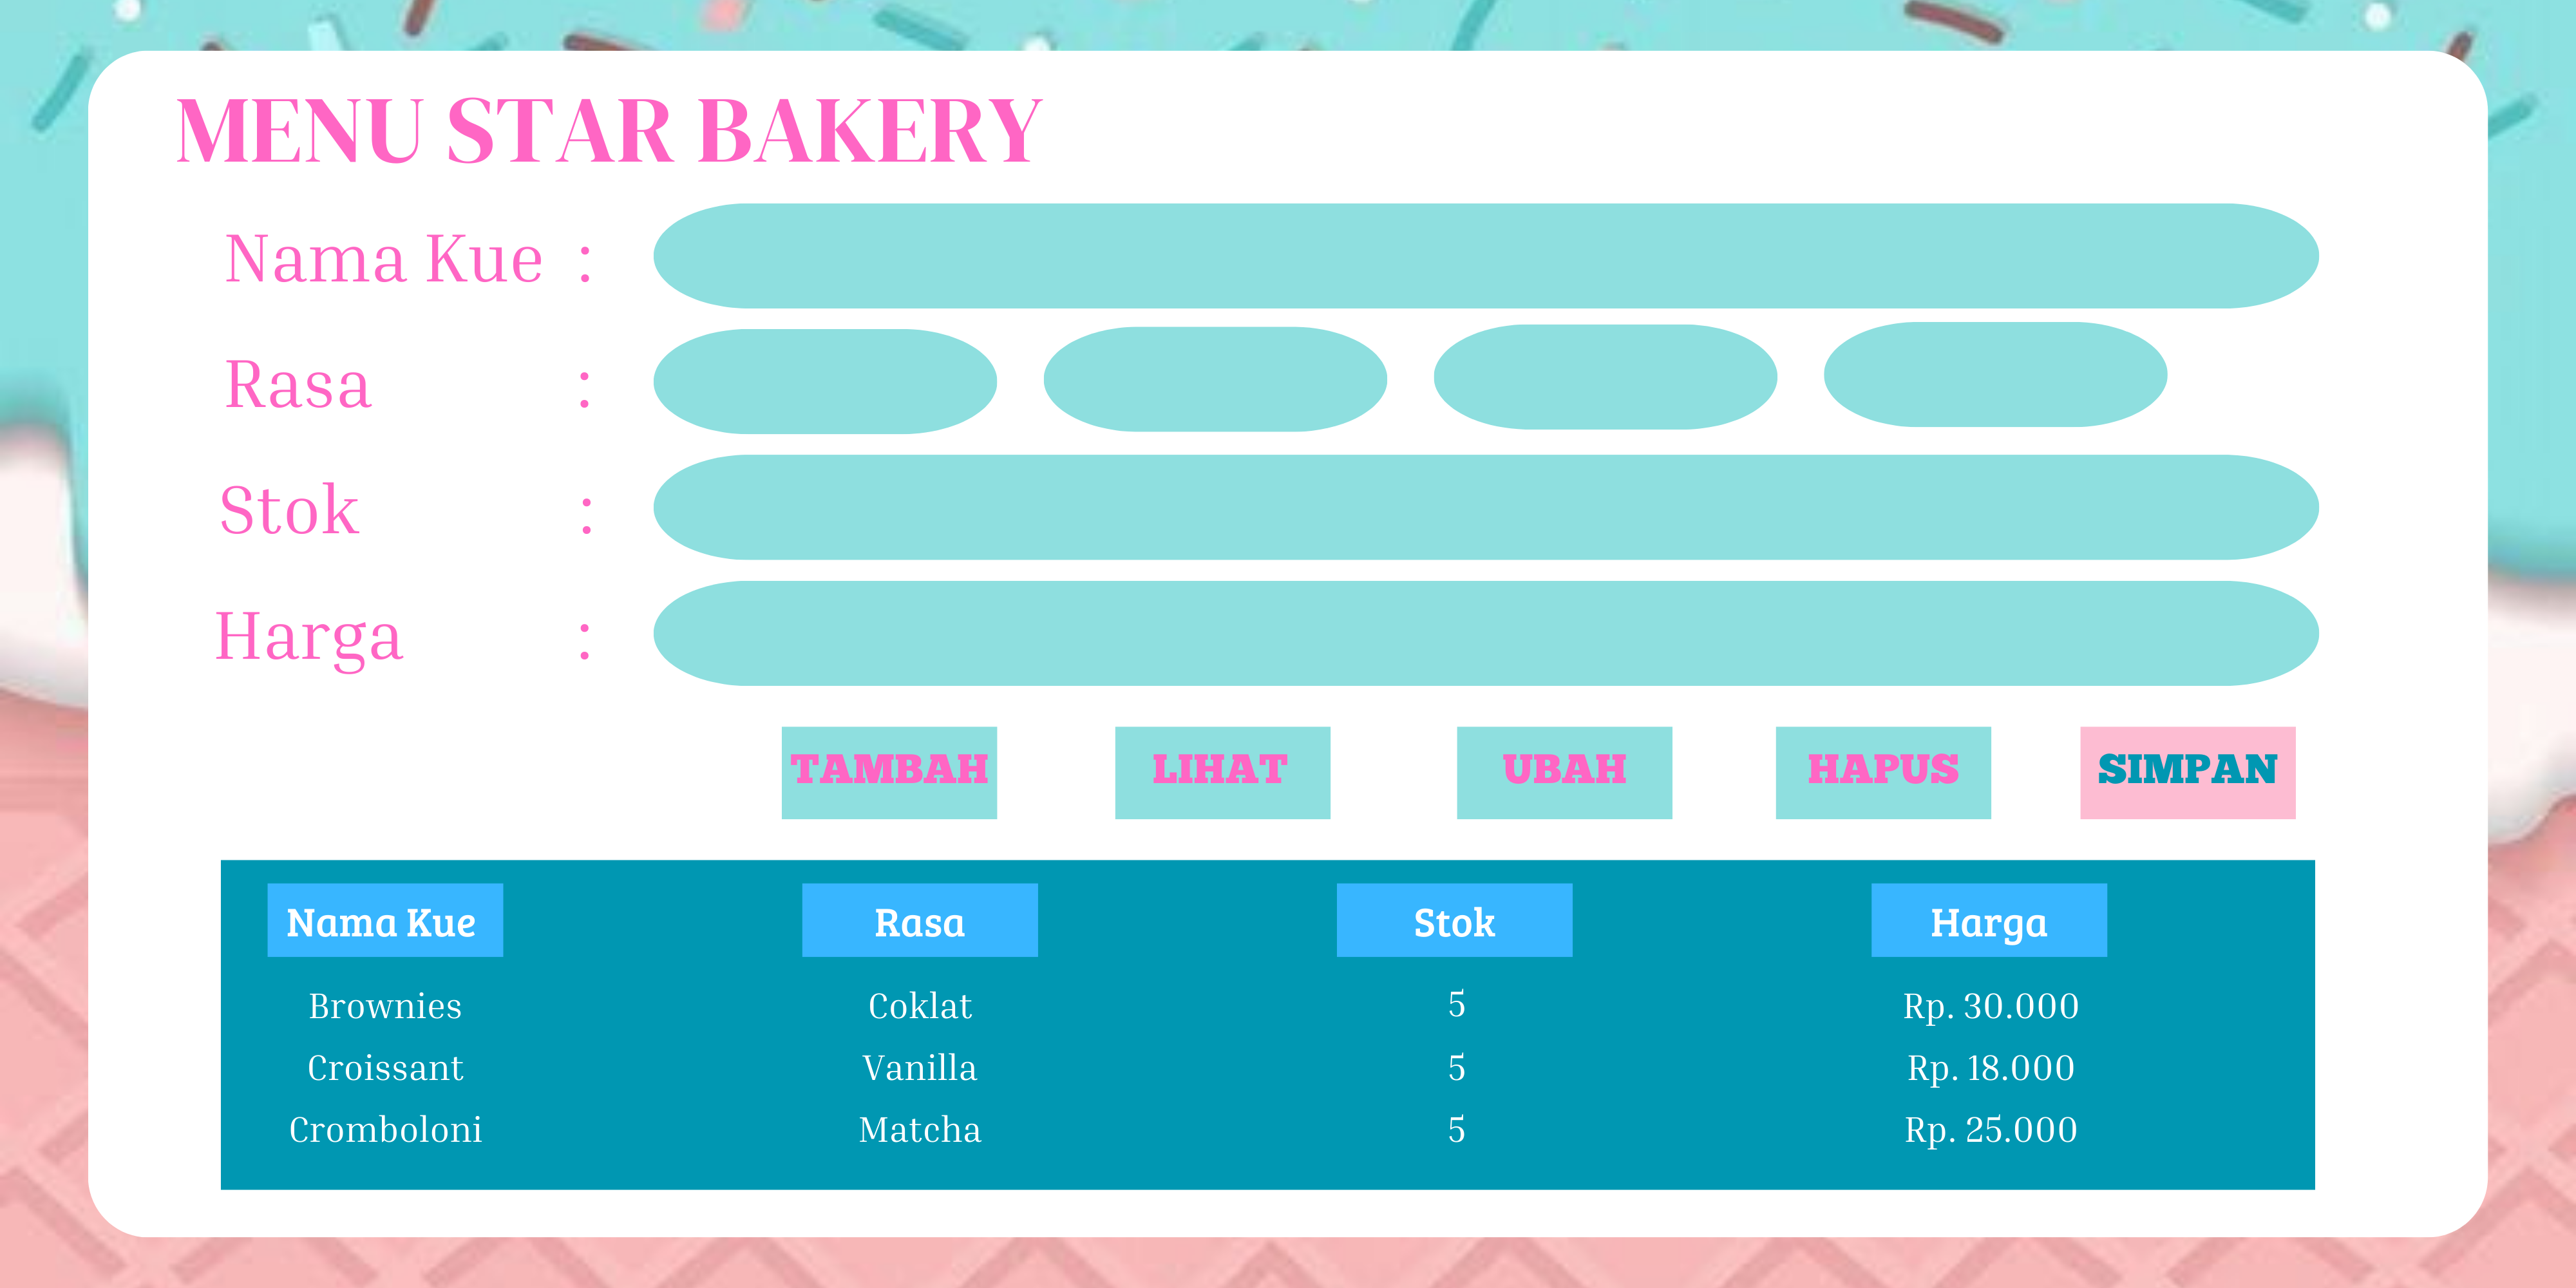 MENU STAR BAKERY
Nama Kue :
Rasa :
Stok :
Harga :
TAMBAH LIHAT UBAH HAPUS SIMPAN
Nama Kue Rasa Stok Harga
Brownies Coklat 5 Rp. 30.000
Croissant Vanilla 5 Rp. 18.000
Cromboloni Matcha 5 Rp. 25.000